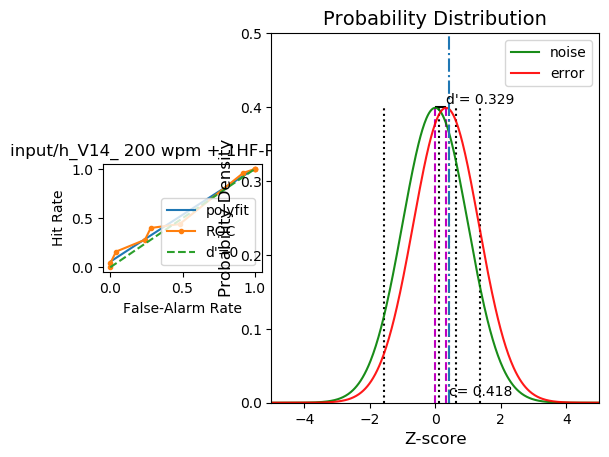 Probability Distribution
input/h_V14_ 200 wpm + 1HF-
0.5
0.4
0.3
0.2
0.1
0.0
Probability Density
noise
error
d'= 0.329
c= 0.418
−4
−2
0
2
4
Z-score
1.0
0.5
0.0
Hit Rate
polyfit
0.0
0.5
1.0
False-Alarm Rate